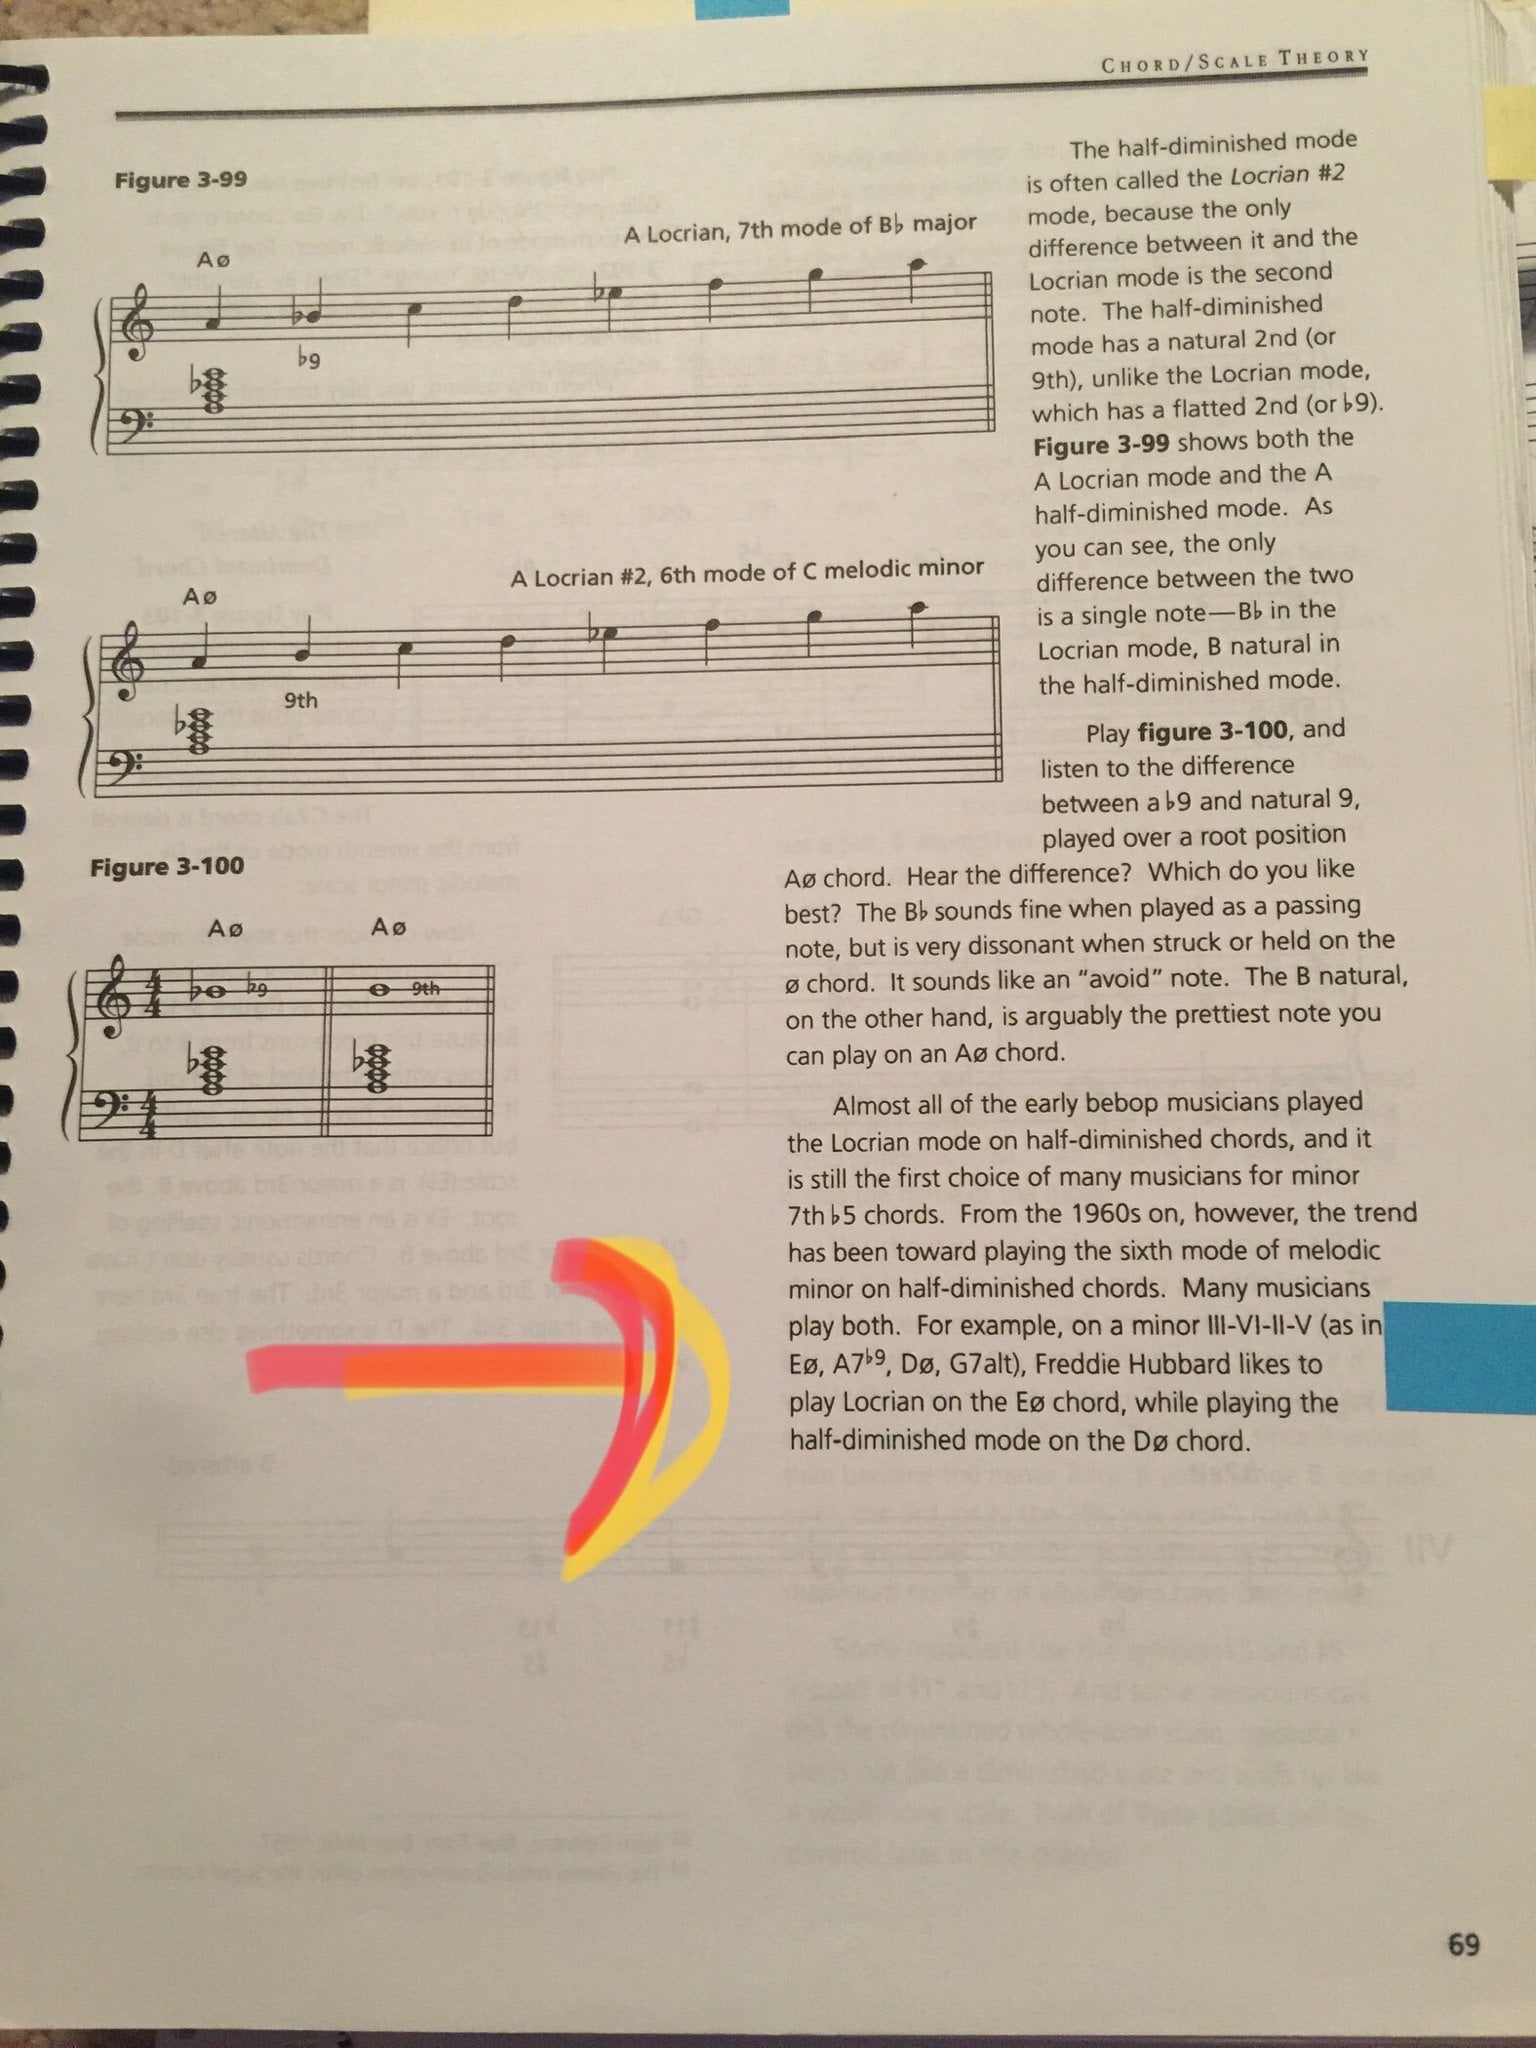 CHORD/SCALE THEORY
Figure 3-99
A Locrian, 7th mode of B♭ major
Aø
♭9
A Locrian #2, 6th mode of C melodic minor
Aø
9th
Figure 3-100
Aø Aø
4 4 ♭9 9th
4 4
The half-diminished mode
is often called the Locrian #2
mode, because the only
difference between it and the
Locrian mode is the second
note. The half-diminished
mode has a natural 2nd (or
9th), unlike the Locrian mode,
which has a flatted 2nd (or ♭9).
Figure 3-99 shows both the
A Locrian mode and the A
half-diminished mode. As
you can see, the only
difference between the two
is a single note—B♭ in the
Locrian mode, B natural in
the half-diminished mode.
Play figure 3-100, and
listen to the difference
between a ♭9 and natural 9,
played over a root position
Aø chord. Hear the difference? Which do you like
best? The B♭ sounds fine when played as a passing
note, but is very dissonant when struck or held on the
ø chord. It sounds like an “avoid” note. The B natural,
on the other hand, is arguably the prettiest note you
can play on an Aø chord.
Almost all of the early bebop musicians played
the Locrian mode on half-diminished chords, and it
is still the first choice of many musicians for minor
7th ♭5 chords. From the 1960s on, however, the trend
has been toward playing the sixth mode of melodic
minor on half-diminished chords. Many musicians
play both. For example, on a minor III-VI-II-V (as in
Eø, A7♭9, Dø, G7alt), Freddie Hubbard likes to
play Locrian on the Eø chord, while playing the
half-diminished mode on the Dø chord.
69